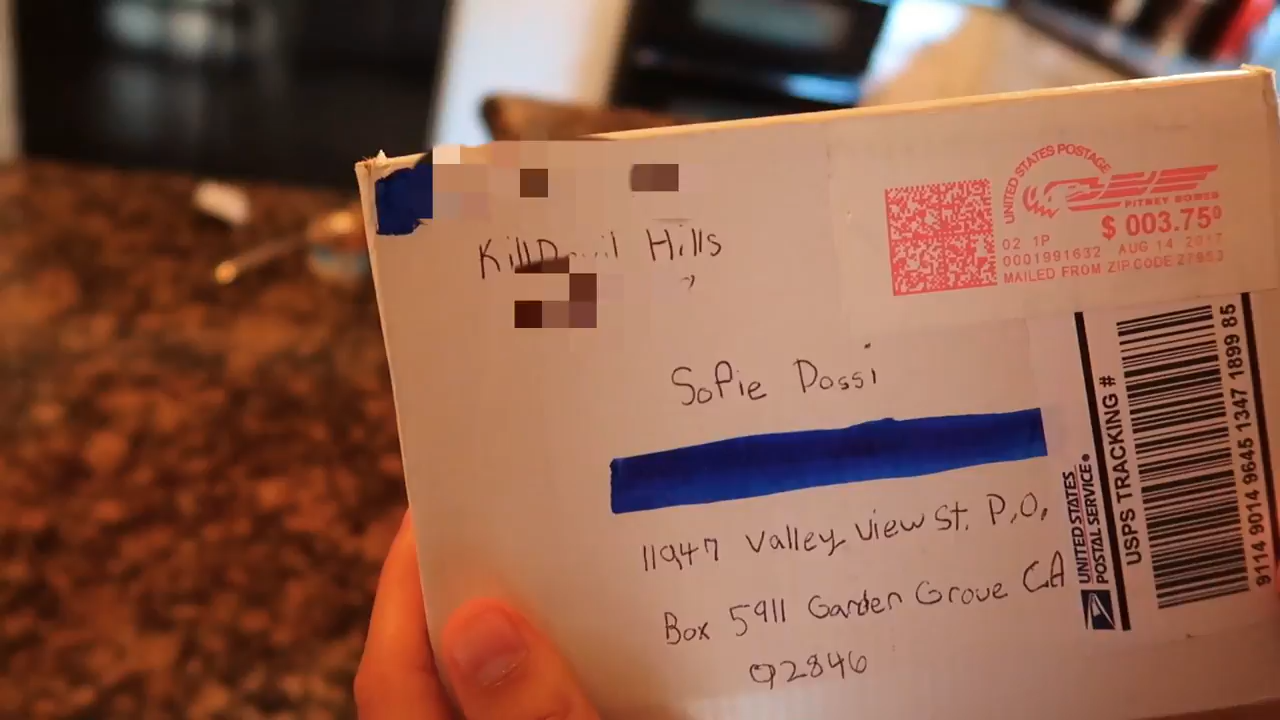 Hills
Sofie Dossi
11947 Valley View St. P.O.
Box 5911 Garden Grove CA
92846
UNITED STATES POSTAGE
PITNEY BOWES
$ 003.75⁰
02 1P
0001991632 AUG 14 2017
MAILED FROM ZIP CODE 27953
UNITED STATES
POSTAL SERVICE®
USPS TRACKING #
9114 9014 9645 1347 1899 85